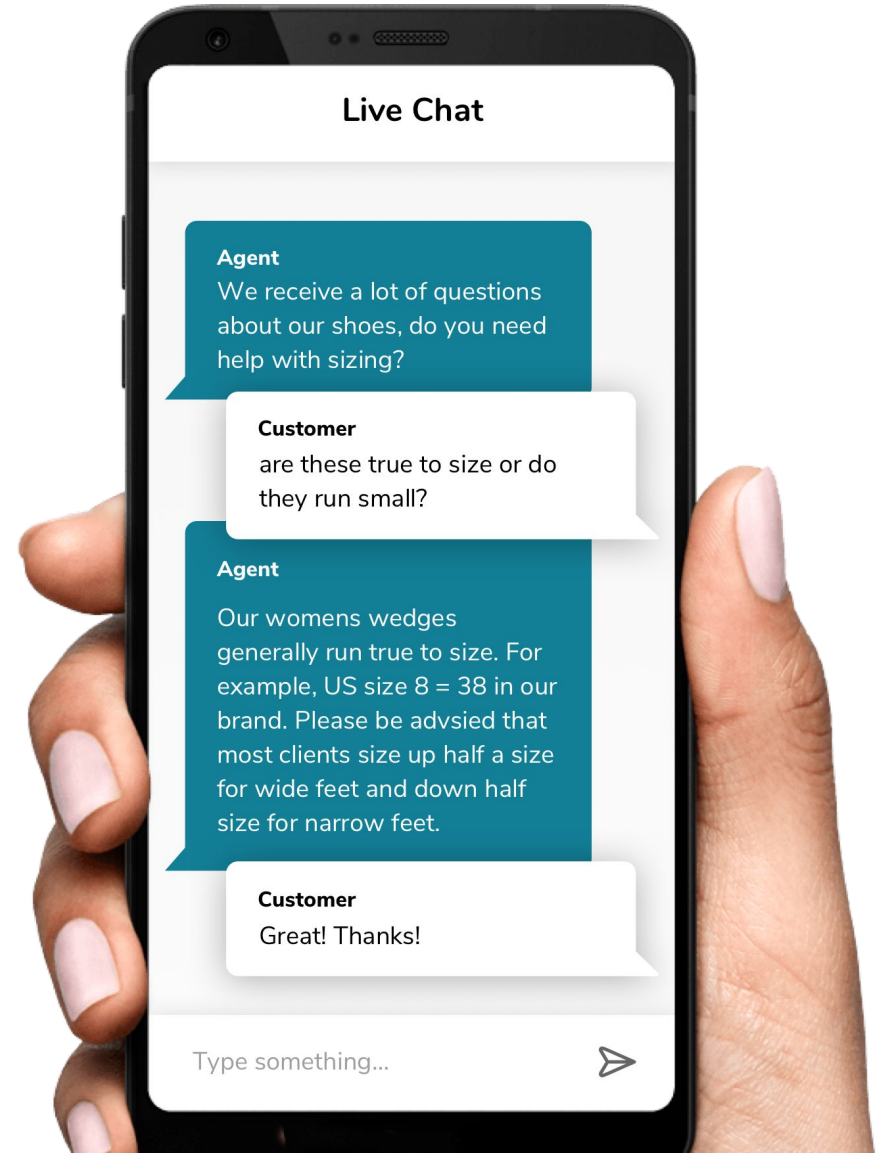 Live Chat
Agent
We receive a lot of questions
about our shoes, do you need
help with sizing?
Customer
are these true to size or do
they run small?
Agent
Our womens wedges
generally run true to size. For
example, US size 8 = 38 in our
brand. Please be advsied that
most clients size up half a size
for wide feet and down half
size for narrow feet.
Customer
Great! Thanks!
Type something...